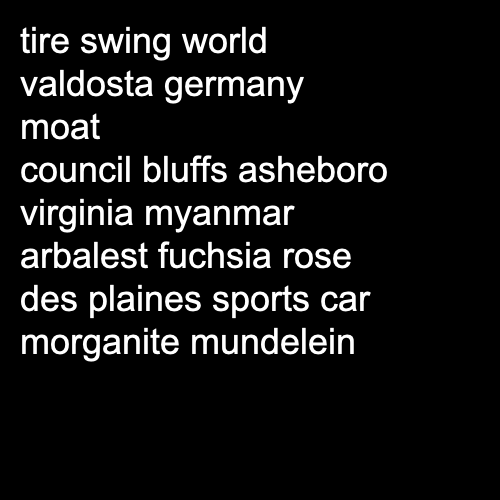 tire swing world
valdosta germany
moat
council bluffs asheboro
virginia myanmar
arbalest fuchsia rose
des plaines sports car
morganite mundelein